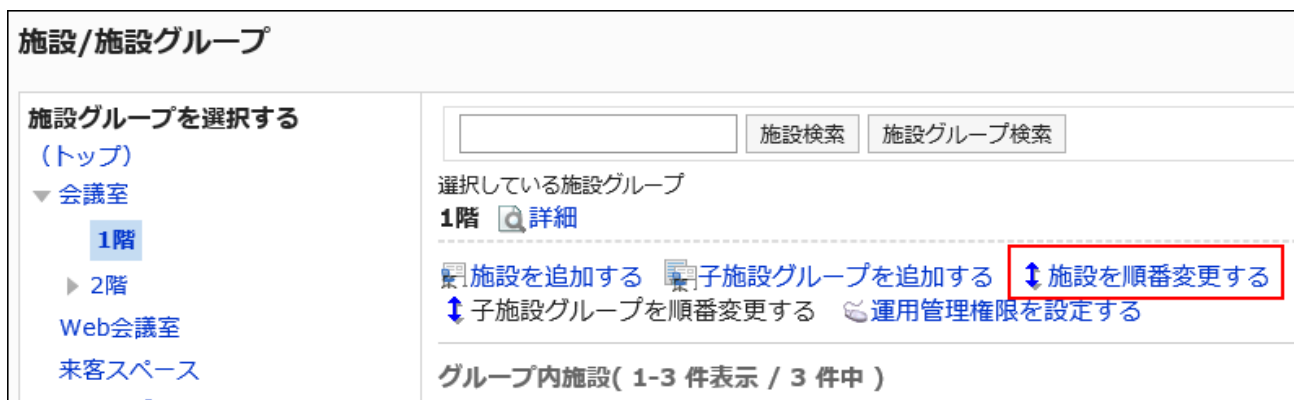 施設/施設グループ
施設グループを選択する
(トップ)
会議室
1階
2階
Web会議室
来客スペース
施設検索 施設グループ検索
選択している施設グループ
1階 詳細
施設を追加する 子施設グループを追加する 施設を順番変更する
子施設グループを順番変更する 運用管理権限を設定する
グループ内施設( 1-3 件表示 / 3 件中 )